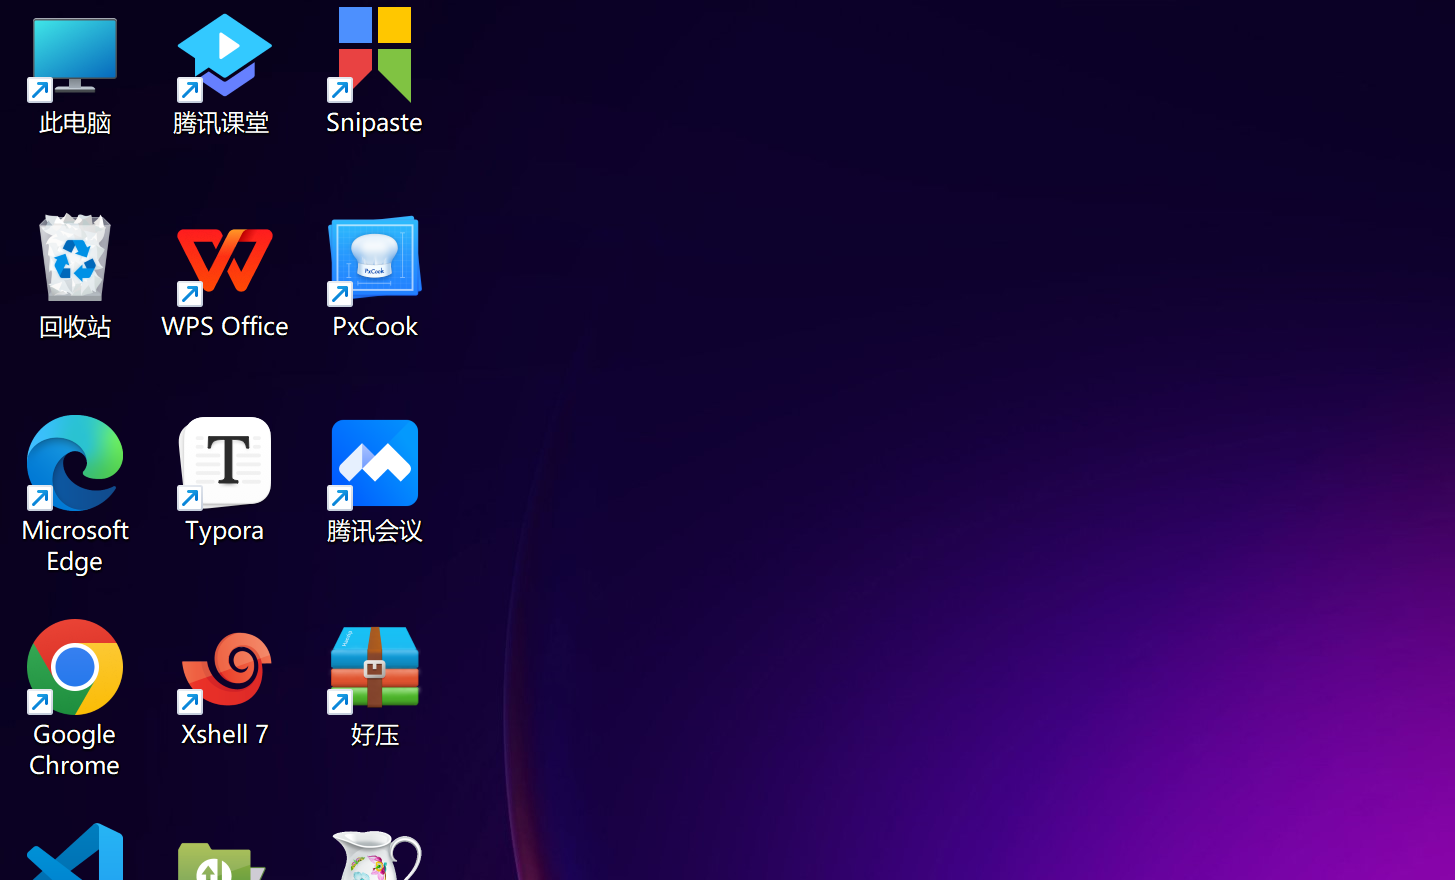 此电脑
腾讯课堂
Snipaste
回收站
WPS Office
PxCook
PxCook
Microsoft
Edge
T
Typora
腾讯会议
Google
Chrome
Xshell 7
好压